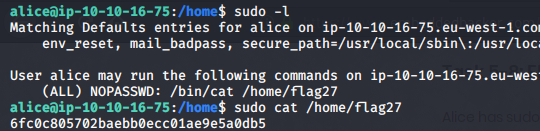 alice@ip-10-10-16-75:/home$ sudo -l
Matching Defaults entries for alice on ip-10-10-16-75.eu-west-1.com
    env_reset, mail_badpass, secure_path=/usr/local/sbin\:/usr/loca
User alice may run the following commands on ip-10-10-16-75.eu-west
    (ALL) NOPASSWD: /bin/cat /home/flag27
alice@ip-10-10-16-75:/home$ sudo cat /home/flag27
6fc0c805702baebb0ecc01ae9e5a0db5